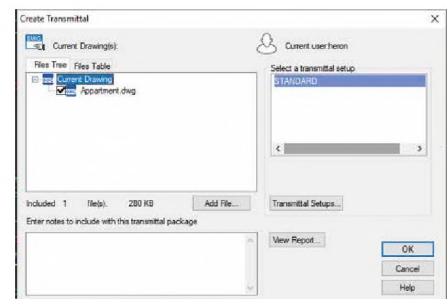 Create Transmittal
Current Drawing(s):
Current user heron
Files Tree Files Table
Select a transmittal setup
Current Drawing
STANDARD
Appartment.dwg
Included 1 file(s). 280 KB Add File... Transmittal Setups...
Enter notes to include with this transmittal package
View Report...
OK
Cancel
Help